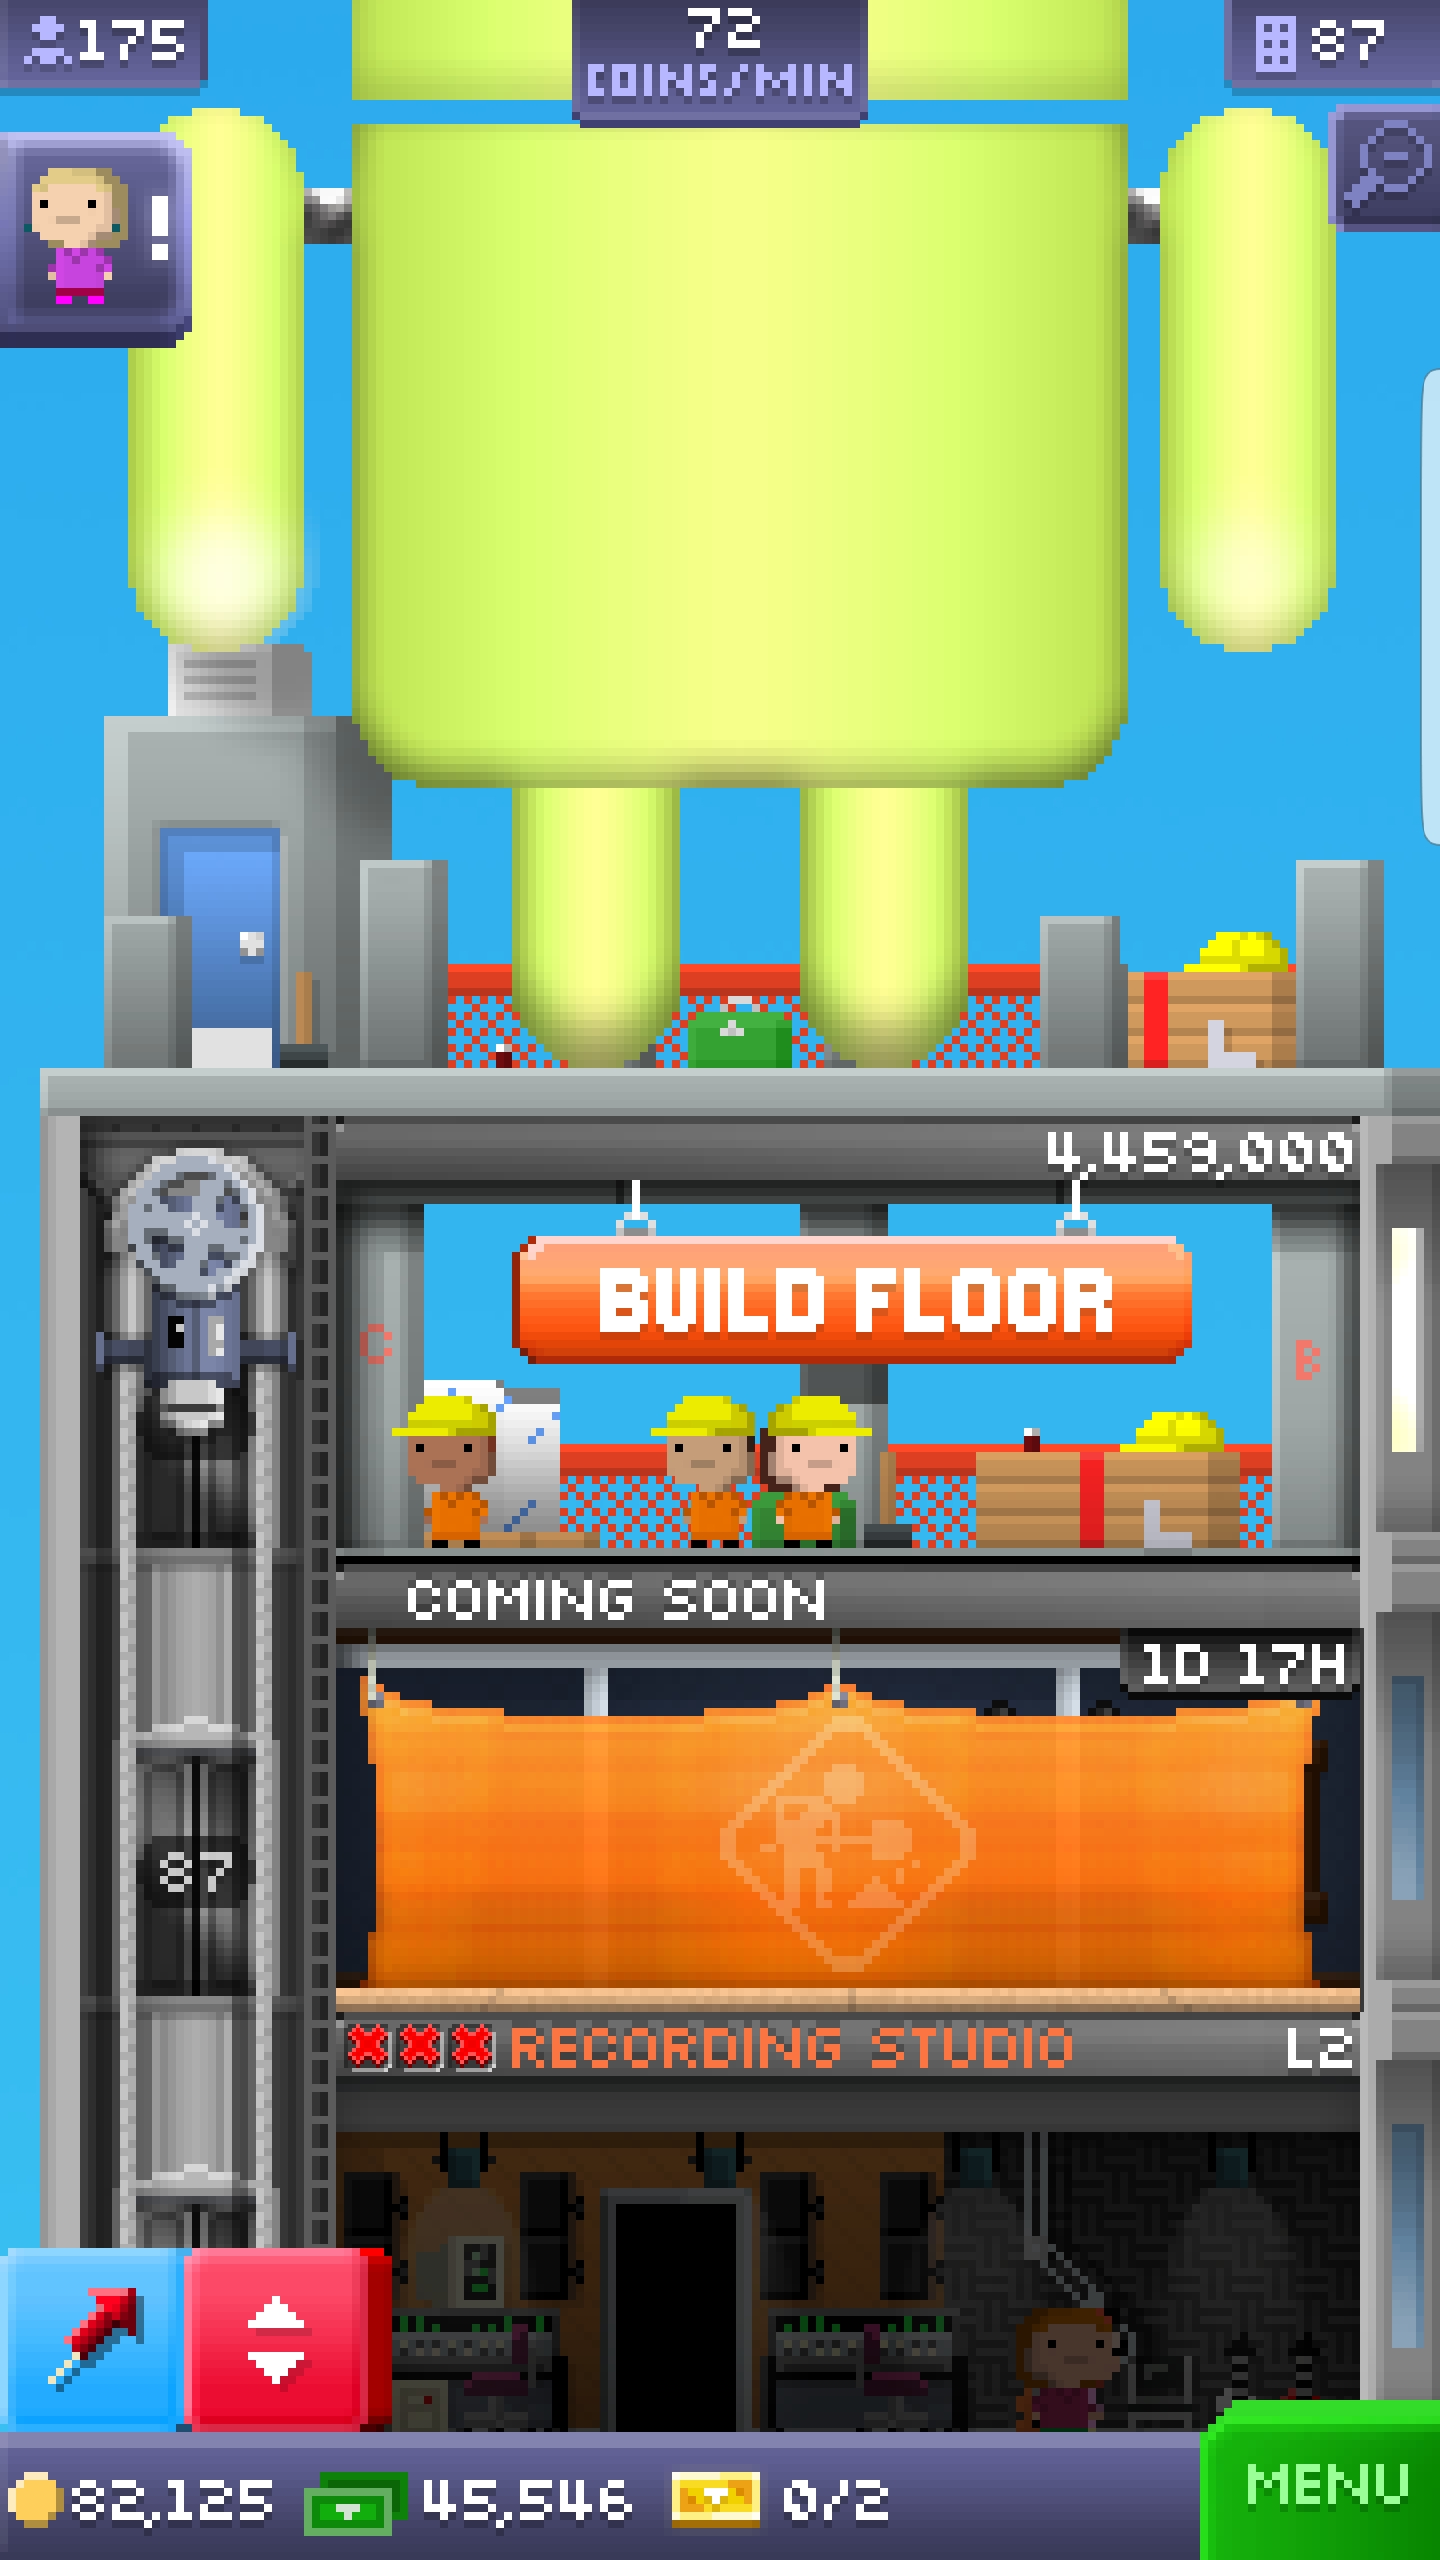 175
72
COINS/MIN
87
!
4,459,000
BUILD FLOOR
C
B
COMING SOON
1D 17H
87
RECORDING STUDIO
L2
82,125
45,546
0/2
MENU